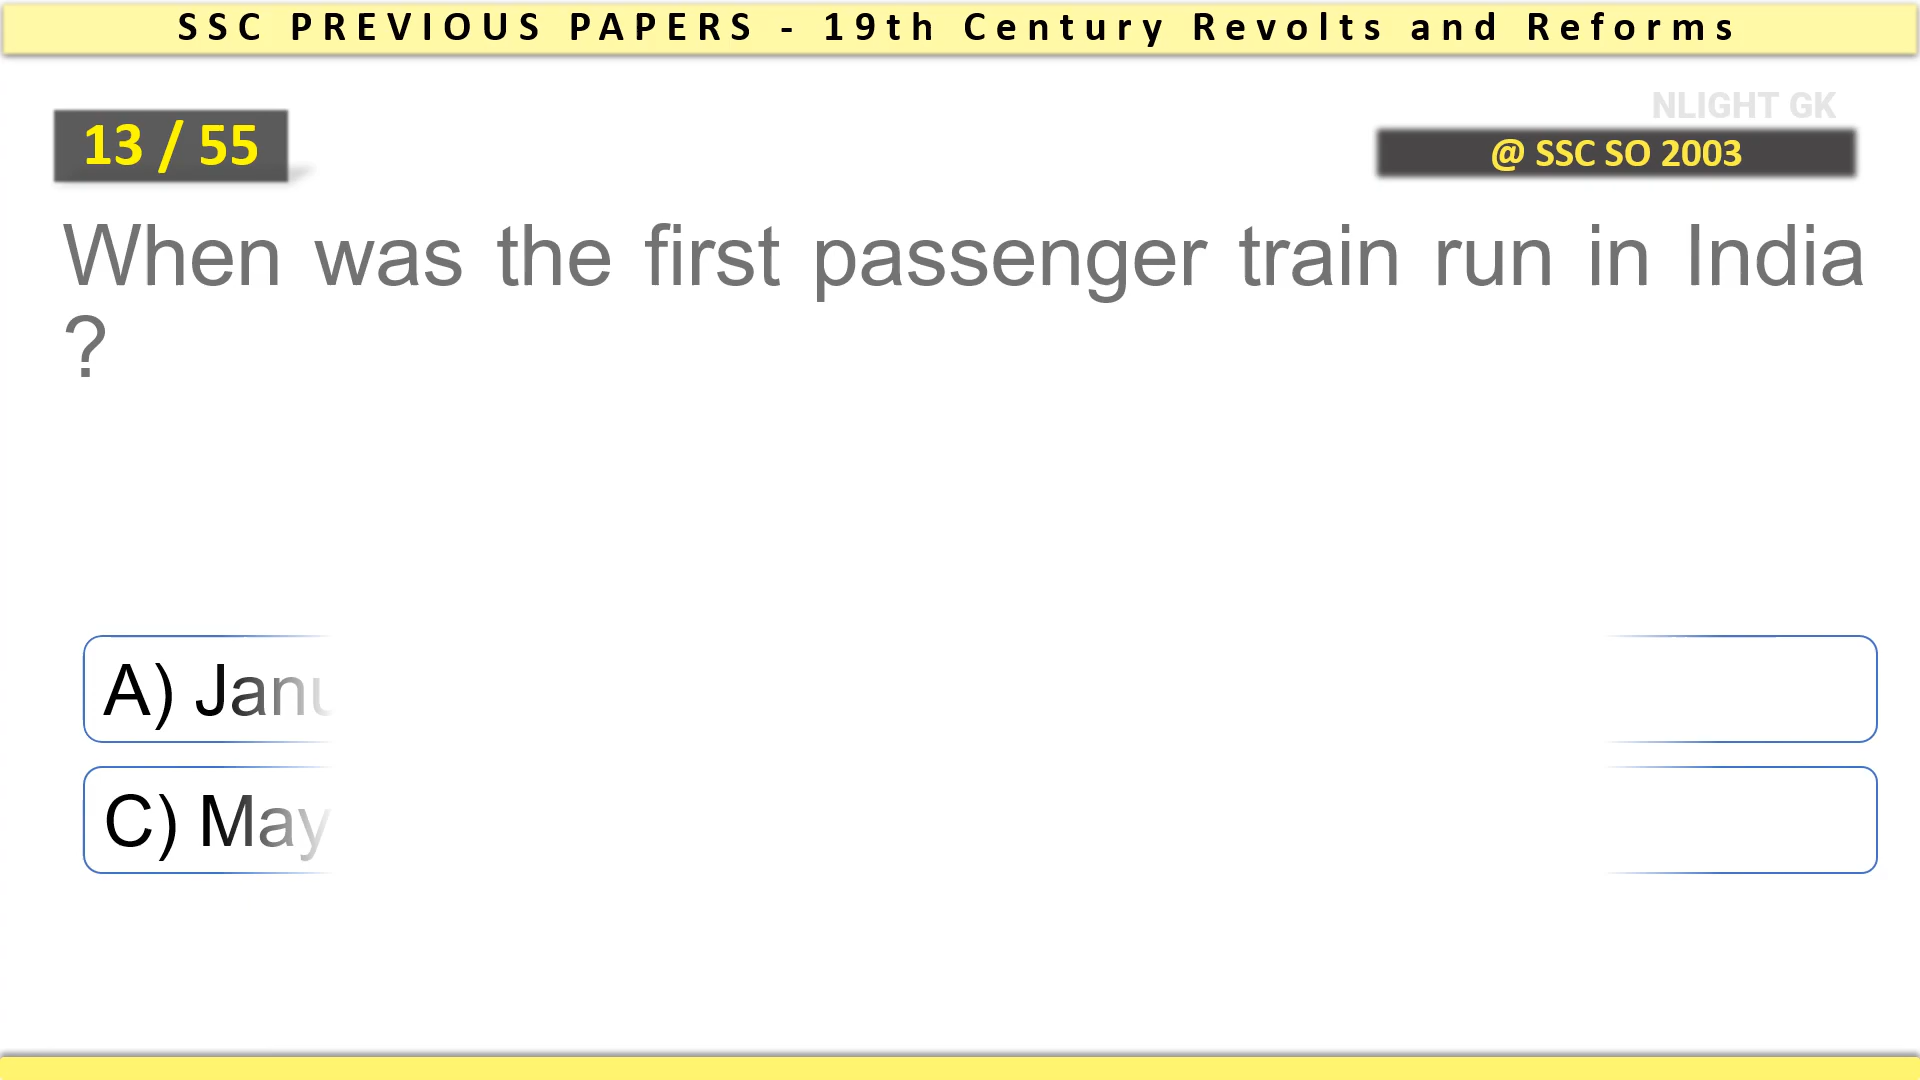 SSC PREVIOUS PAPERS - 19th Century Revolts and Reforms
NLIGHT GK
13 / 55
@ SSC SO 2003
When was the first passenger train run in India
?
A) Janu
C) May